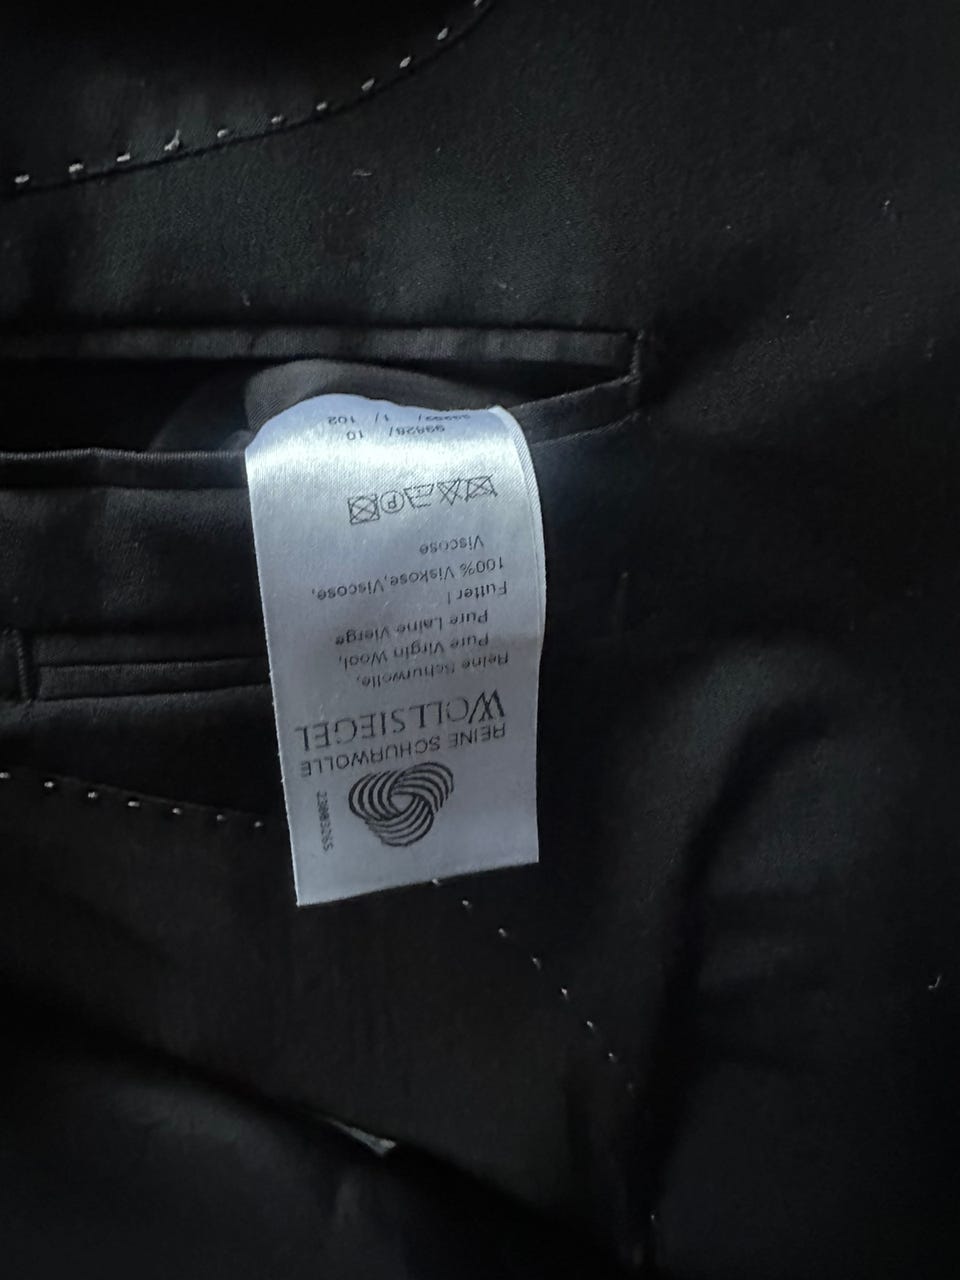 220032655
REINE SCHURWOLLE
WOLLSIEGEL
Reine Schurwolle,
Pure Virgin Wool,
Pure Laine Vierge
Futter/
100% Viskose,Viscose,
Viscose
P
99828/ 10
1/ 102